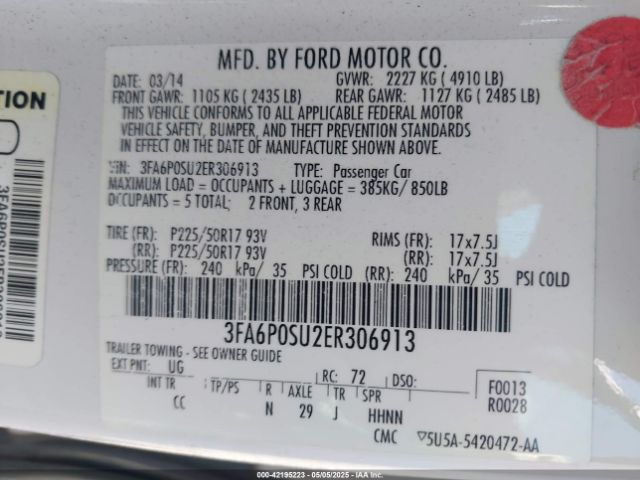 MFD. BY FORD MOTOR CO.
DATE: 03/14 GVWR: 2227 KG ( 4910 LB)
FRONT GAWR: 1105 KG ( 2435 LB) REAR GAWR: 1127 KG ( 2485 LB)
THIS VEHICLE CONFORMS TO ALL APPLICABLE FEDERAL MOTOR
VEHICLE SAFETY, BUMPER, AND THEFT PREVENTION STANDARDS
IN EFFECT ON THE DATE OF MANUFACTURE SHOWN ABOVE.
VIN: 3FA6P0SU2ER306913 TYPE: Passenger Car
MAXIMUM LOAD = OCCUPANTS + LUGGAGE = 385KG/ 850LB
OCCUPANTS = 5 TOTAL: 2 FRONT, 3 REAR
TIRE (FR): P225/50R17 93V RIMS (FR): 17x7.5J
(RR): P225/50R17 93V (RR): 17x7.5J
PRESSURE (FR): 240 kPa/ 35 PSI COLD (RR): 240 kPa/ 35 PSI COLD
3FA6P0SU2ER306913
TRAILER TOWING - SEE OWNER GUIDE
EXT PNT: UG RC: 72 DSO:
INT TR TP/PS R AXLE TR SPR
CC N 29 J HHNN
F0013
R0028
CMC ▽5U5A-5420472-AA
TION
000-42195223 - 05/05/2025 - IAA Inc.